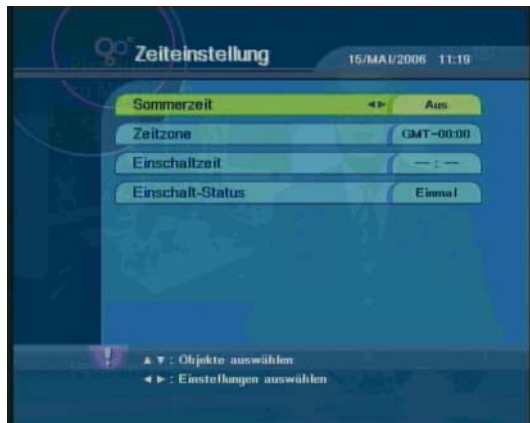 Zeiteinstellung
15/MAI/2006 11:19
Sommerzeit ◄► Aus
Zeitzone GMT-00:00
Einschaltzeit -- : --
Einschalt-Status Einmal
▲ ▼ : Objekte auswählen
◄ ► : Einstellungen auswählen